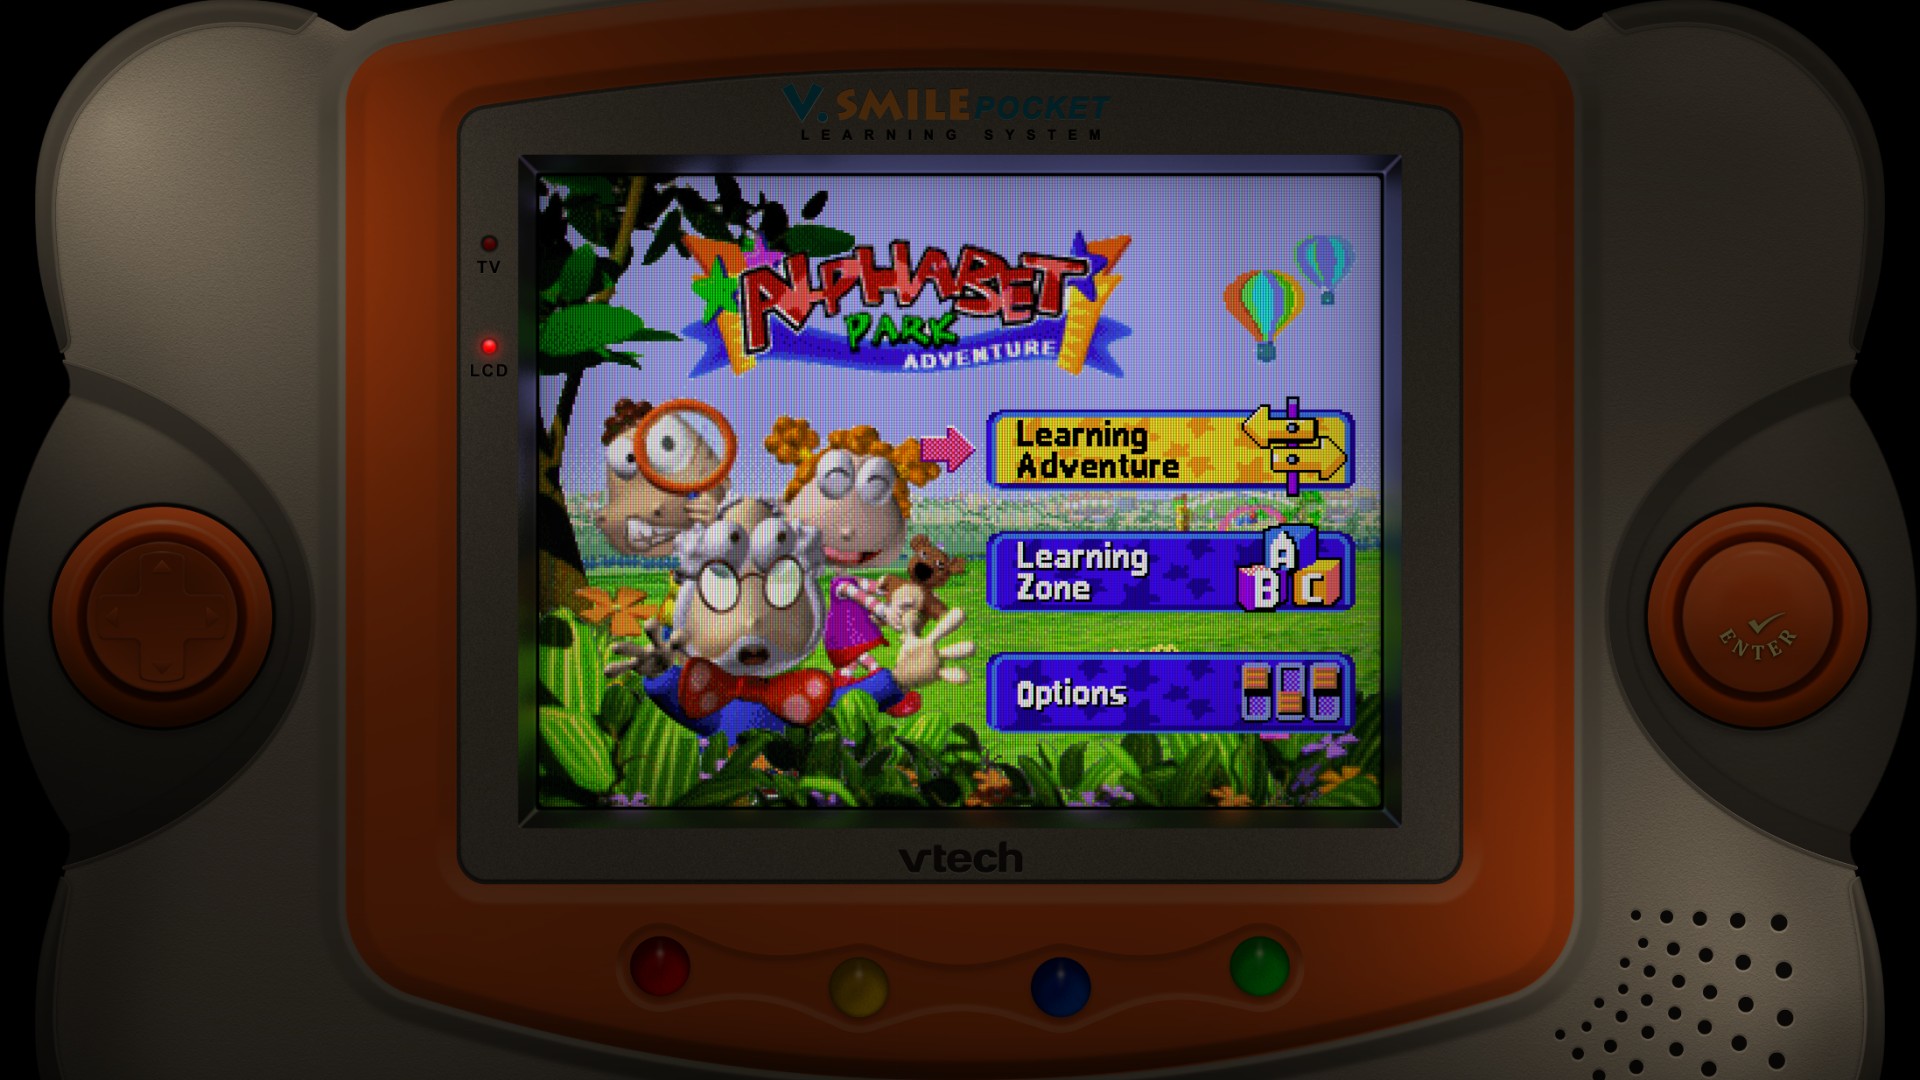 V.SMILE POCKET
LEARNING SYSTEM
TV
LCD
ALPHABET
PARK
ADVENTURE
Learning
Adventure
Learning
Zone
A
B C
Options
ENTER
vtech